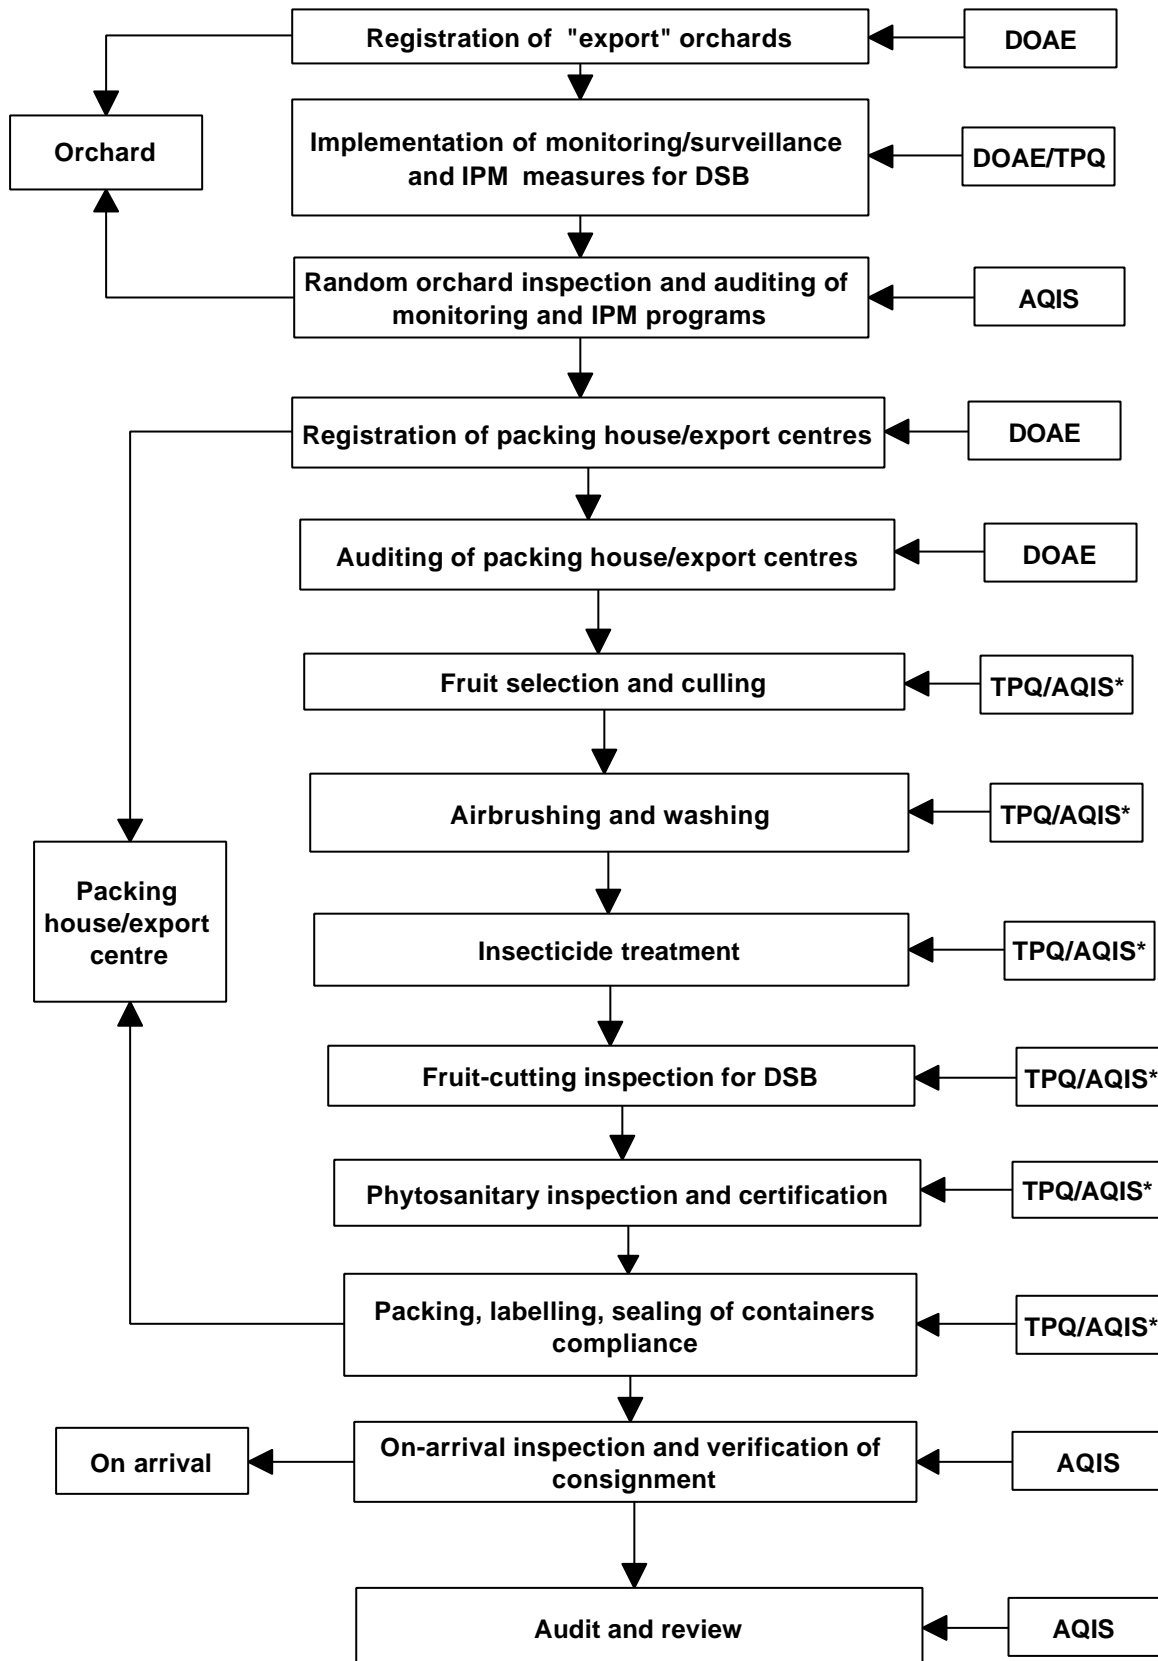 Registration of "export" orchards
DOAE
Orchard
Implementation of monitoring/surveillance
and IPM measures for DSB
DOAE/TPQ
Random orchard inspection and auditing of
monitoring and IPM programs
AQIS
Registration of packing house/export centres
DOAE
Auditing of packing house/export centres
DOAE
Fruit selection and culling
TPQ/AQIS*
Airbrushing and washing
TPQ/AQIS*
Packing
house/export
centre
Insecticide treatment
TPQ/AQIS*
Fruit-cutting inspection for DSB
TPQ/AQIS*
Phytosanitary inspection and certification
TPQ/AQIS*
Packing, labelling, sealing of containers
compliance
TPQ/AQIS*
On arrival
On-arrival inspection and verification of
consignment
AQIS
Audit and review
AQIS